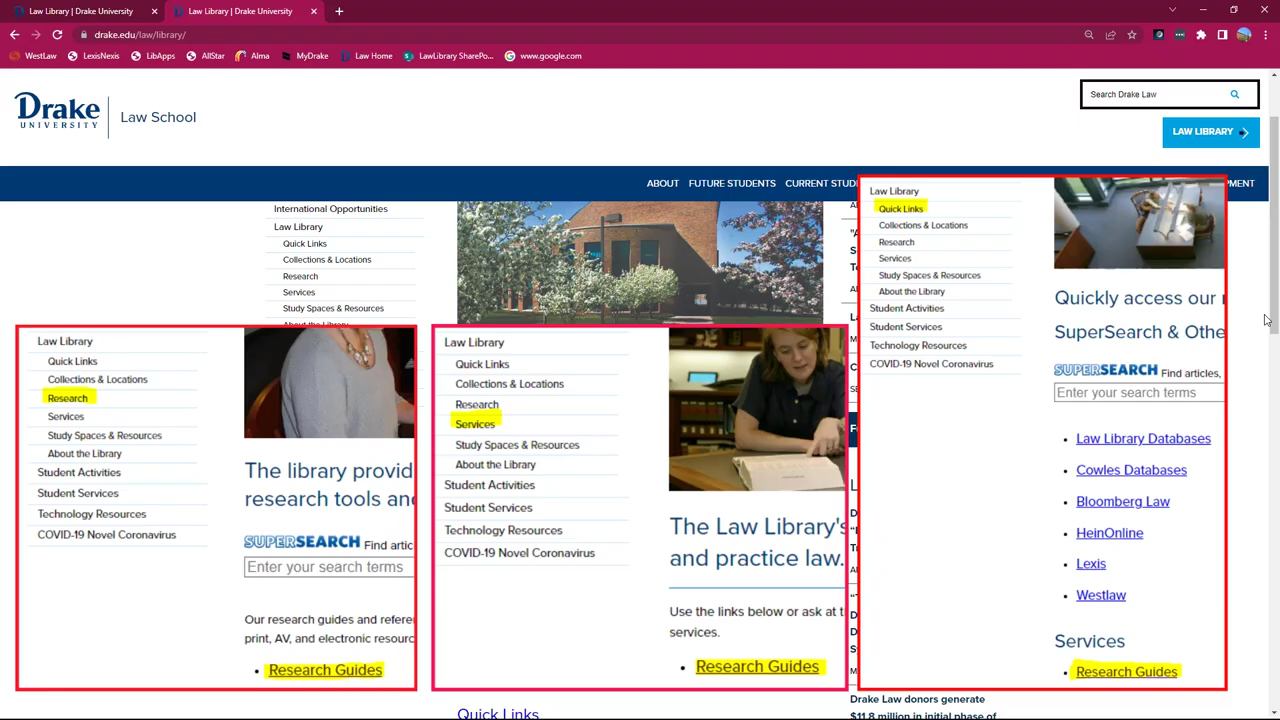 Law Library | Drake University
Law Library | Drake University
drake.edu/law/library/
WestLaw
LexisNexis
LibApps
AllStar
Alma
MyDrake
Law Home
LawLibrary SharePo...
www.google.com
Drake
UNIVERSITY
Law School
Search Drake Law
LAW LIBRARY
ABOUT
FUTURE STUDENTS
International Opportunities
Law Library
Quick Links
Collections & Locations
Research
Services
Study Spaces & Resources
Law Library
Quick Links
Collections & Locations
Research
Services
Study Spaces & Resources
About the Library
Student Activities
Student Services
Technology Resources
COVID-19 Novel Coronavirus
The library provid
research tools and
SUPERSEARCH Find artic
Enter your search terms
Our research guides and refere
print, AV, and electronic resourc
Research Guides
Law Library
Quick Links
Collections & Locations
Research
Services
Study Spaces & Resources
About the Library
Student Activities
Student Services
Technology Resources
COVID-19 Novel Coronavirus
The Law Library's
and practice law.
Use the links below or ask at t
services.
Research Guides
Law Library
Quick Links
Collections & Locations
Research
Services
Study Spaces & Resources
About the Library
Student Activities
Student Services
Technology Resources
COVID-19 Novel Coronavirus
Quickly access our
SuperSearch & Othe
SUPERSEARCH Find articles,
Enter your search terms
Law Library Databases
Cowles Databases
Bloomberg Law
HeinOnline
Lexis
Westlaw
Services
Research Guides
Quick Links
Drake Law donors generate
$11.8 million in initial phase of